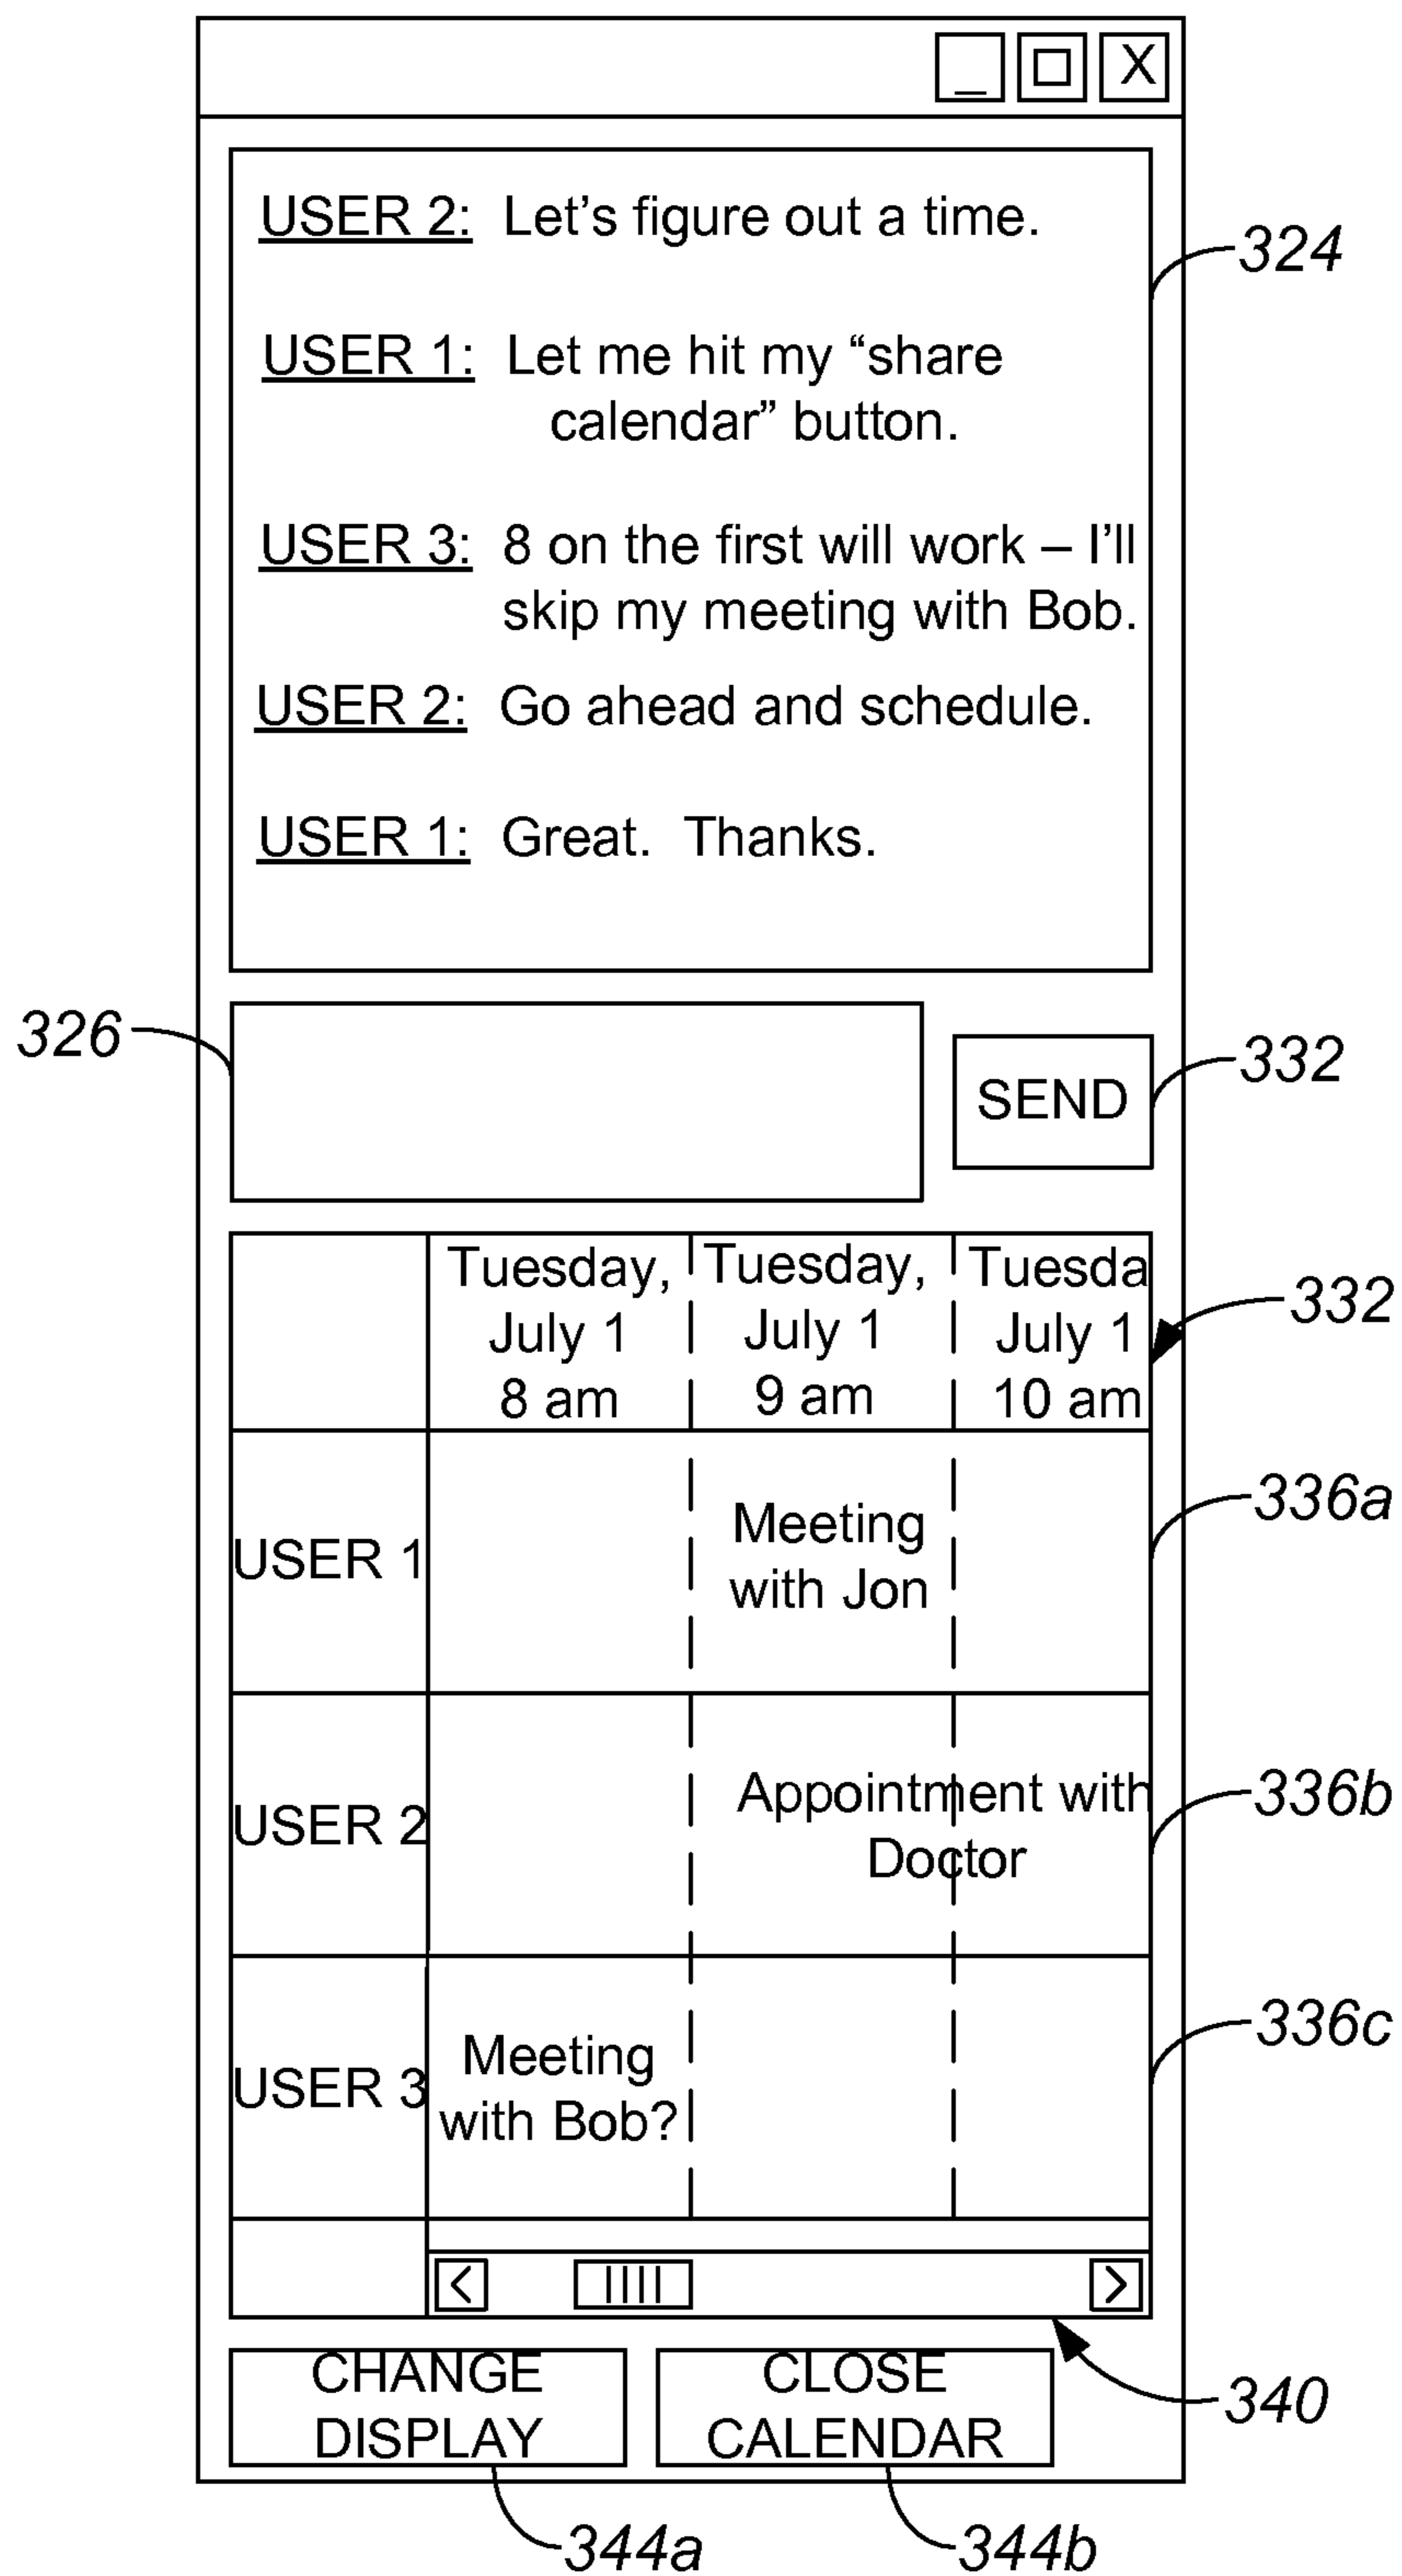 _ X
USER 2: Let’s figure out a time.
324
USER 1: Let me hit my “share
calendar” button.
USER 3: 8 on the first will work – I’ll
skip my meeting with Bob.
USER 2: Go ahead and schedule.
USER 1: Great. Thanks.
326
SEND
332
Tuesday,
July 1
8 am
Tuesday,
July 1
9 am
Tuesda
July 1
10 am
332
USER 1
Meeting
with Jon
336a
USER 2
Appointment with
Doctor
336b
USER 3
Meeting
with Bob?
336c
< >
340
CHANGE
DISPLAY
CLOSE
CALENDAR
344a
344b